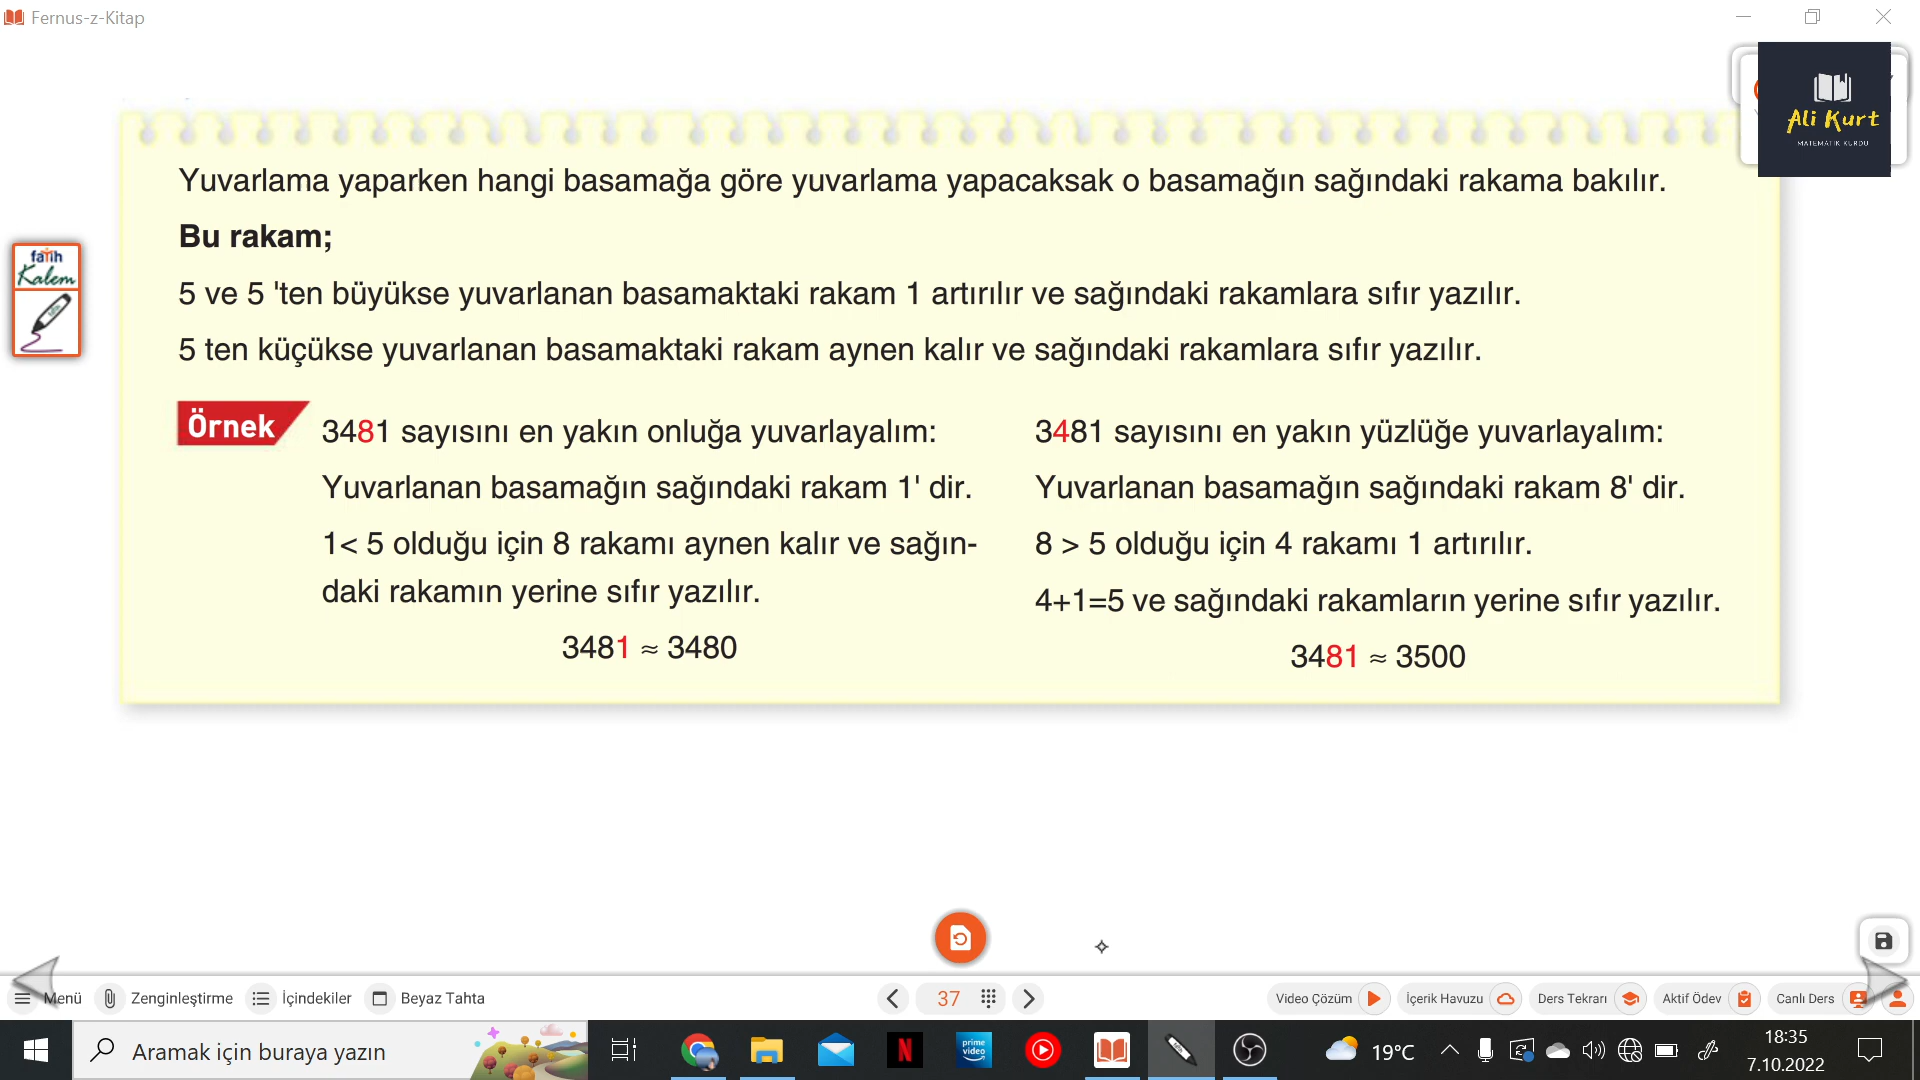 Fernus-z-Kitap
Ali Kurt
MATEMATİK KURDU
Yuvarlama yaparken hangi basamağa göre yuvarlama yapacaksak o basamağın sağındaki rakama bakılır.
Bu rakam;
5 ve 5 'ten büyükse yuvarlanan basamaktaki rakam 1 artırılır ve sağındaki rakamlara sıfır yazılır.
5 ten küçükse yuvarlanan basamaktaki rakam aynen kalır ve sağındaki rakamlara sıfır yazılır.
fatih
Kalem
Örnek
3481 sayısını en yakın onluğa yuvarlayalım:
Yuvarlanan basamağın sağındaki rakam 1' dir.
1< 5 olduğu için 8 rakamı aynen kalır ve sağın-
daki rakamın yerine sıfır yazılır.
3481 ≈ 3480
3481 sayısını en yakın yüzlüğe yuvarlayalım:
Yuvarlanan basamağın sağındaki rakam 8' dir.
8 > 5 olduğu için 4 rakamı 1 artırılır.
4+1=5 ve sağındaki rakamların yerine sıfır yazılır.
3481 ≈ 3500
Menü Zenginleştirme İçindekiler Beyaz Tahta 37 Video Çözüm İçerik Havuzu Ders Tekrarı Aktif Ödev Canlı Ders
Aramak için buraya yazın
prime
video
19°C
18:35
7.10.2022